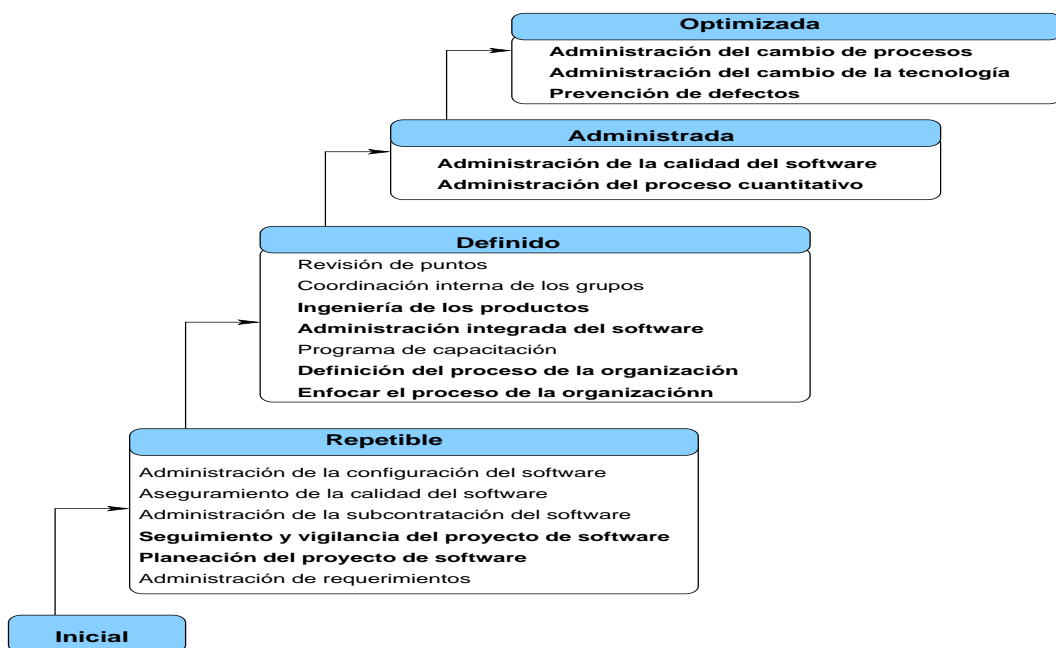 Optimizada
Administración del cambio de procesos
Administración del cambio de la tecnología
Prevención de defectos
Administrada
Administración de la calidad del software
Administración del proceso cuantitativo
Definido
Revisión de puntos
Coordinación interna de los grupos
Ingeniería de los productos
Administración integrada del software
Programa de capacitación
Definición del proceso de la organización
Enfocar el proceso de la organizaciónn
Repetible
Administración de la configuración del software
Aseguramiento de la calidad del software
Administración de la subcontratación del software
Seguimiento y vigilancia del proyecto de software
Planeación del proyecto de software
Administración de requerimientos
Inicial